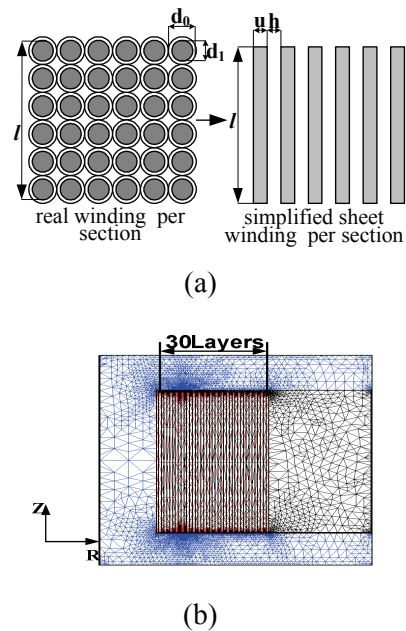 d₀
u h
d₁
l
l
real winding per
section
simplified sheet
winding per section
(a)
30Layers
Z
R
(b)